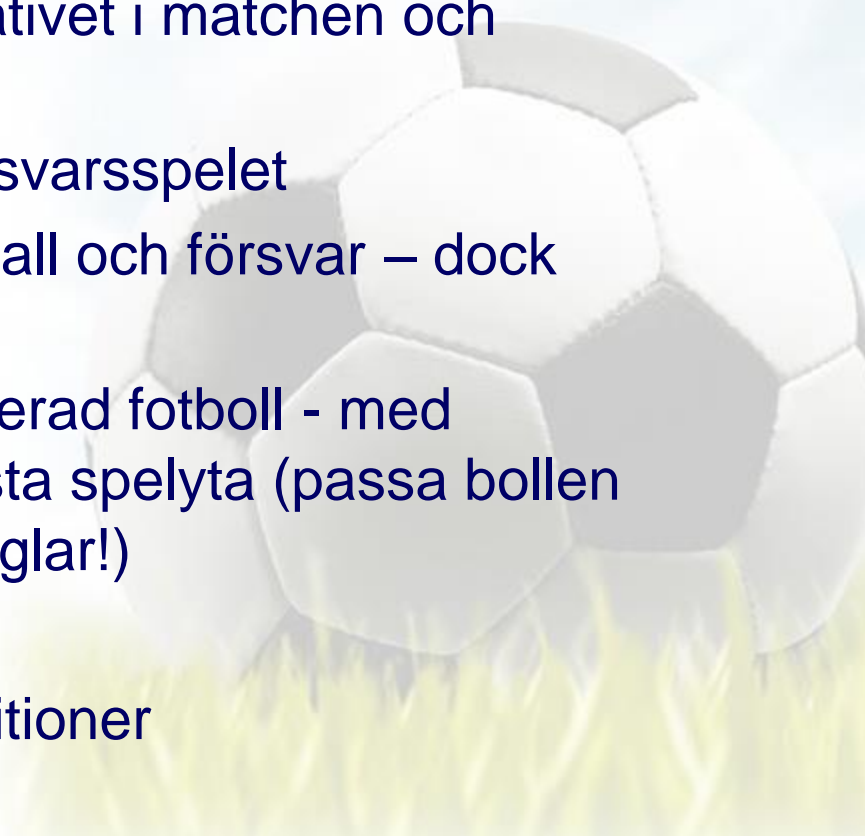 ativet i matchen och
svarsspelet
all och försvar – dock
erad fotboll - med
sta spelyta (passa bollen
glar!)
itioner